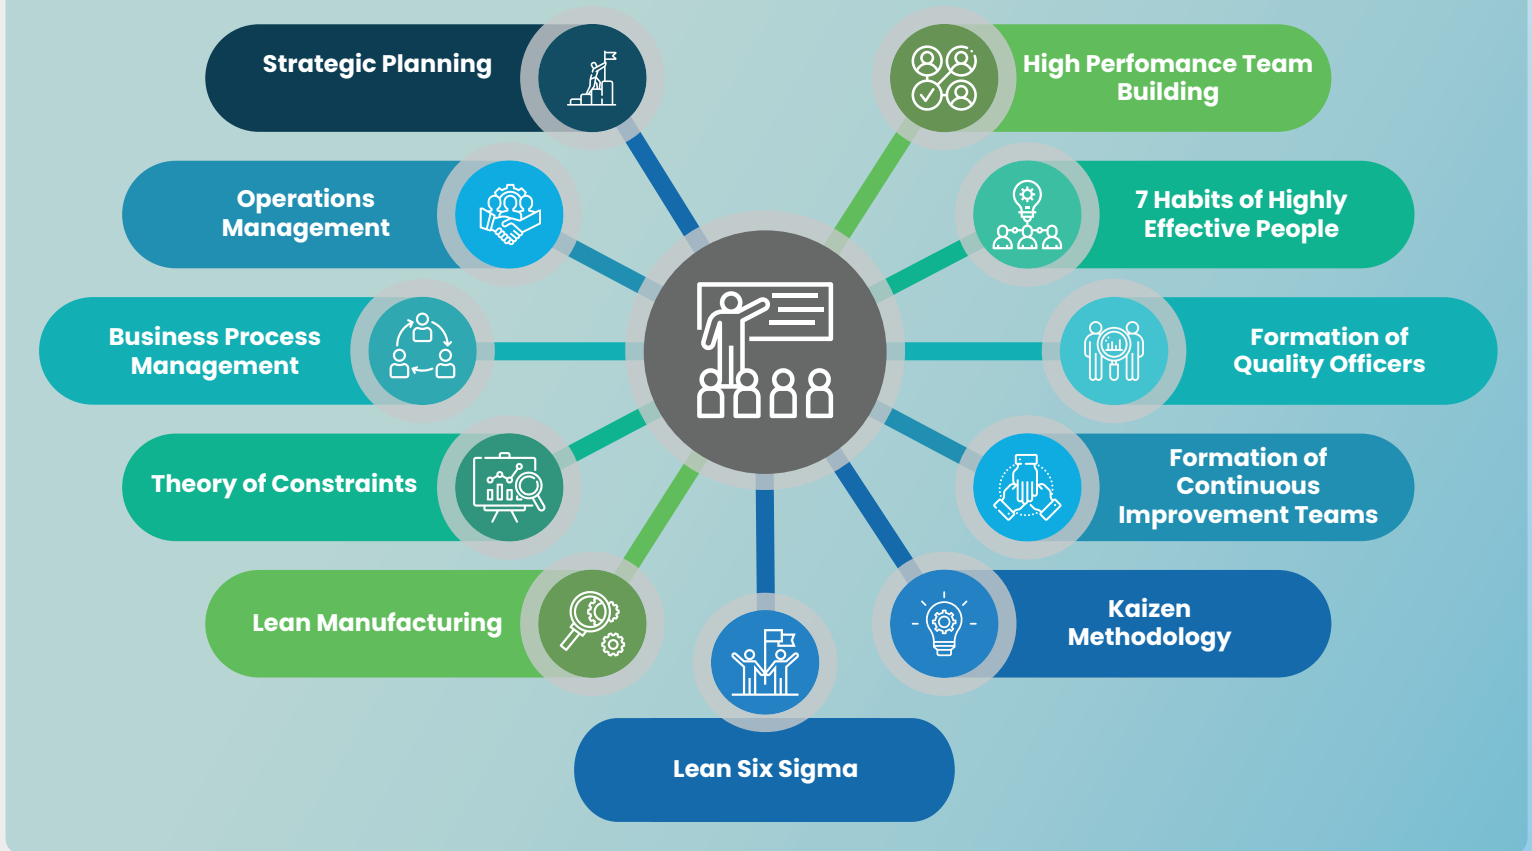 Strategic Planning
Operations
Management
Business Process
Management
Theory of Constraints
Lean Manufacturing
Lean Six Sigma
High Perfomance Team
Building
7 Habits of Highly
Effective People
Formation of
Quality Officers
Formation of
Continuous
Improvement Teams
Kaizen
Methodology